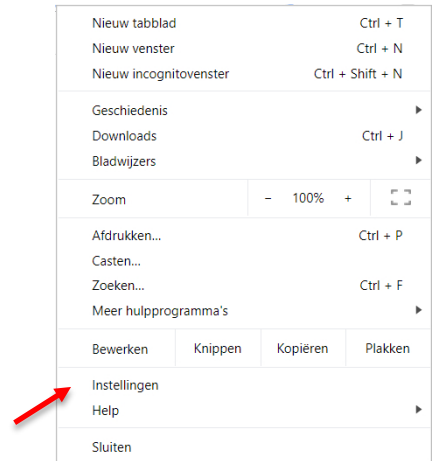 Nieuw tabblad Ctrl + T
Nieuw venster Ctrl + N
Nieuw incognitovenster Ctrl + Shift + N
Geschiedenis
Downloads Ctrl + J
Bladwijzers
Zoom - 100% +
Afdrukken... Ctrl + P
Casten...
Zoeken... Ctrl + F
Meer hulpprogramma's
Bewerken Knippen Kopiëren Plakken
Instellingen
Help
Sluiten